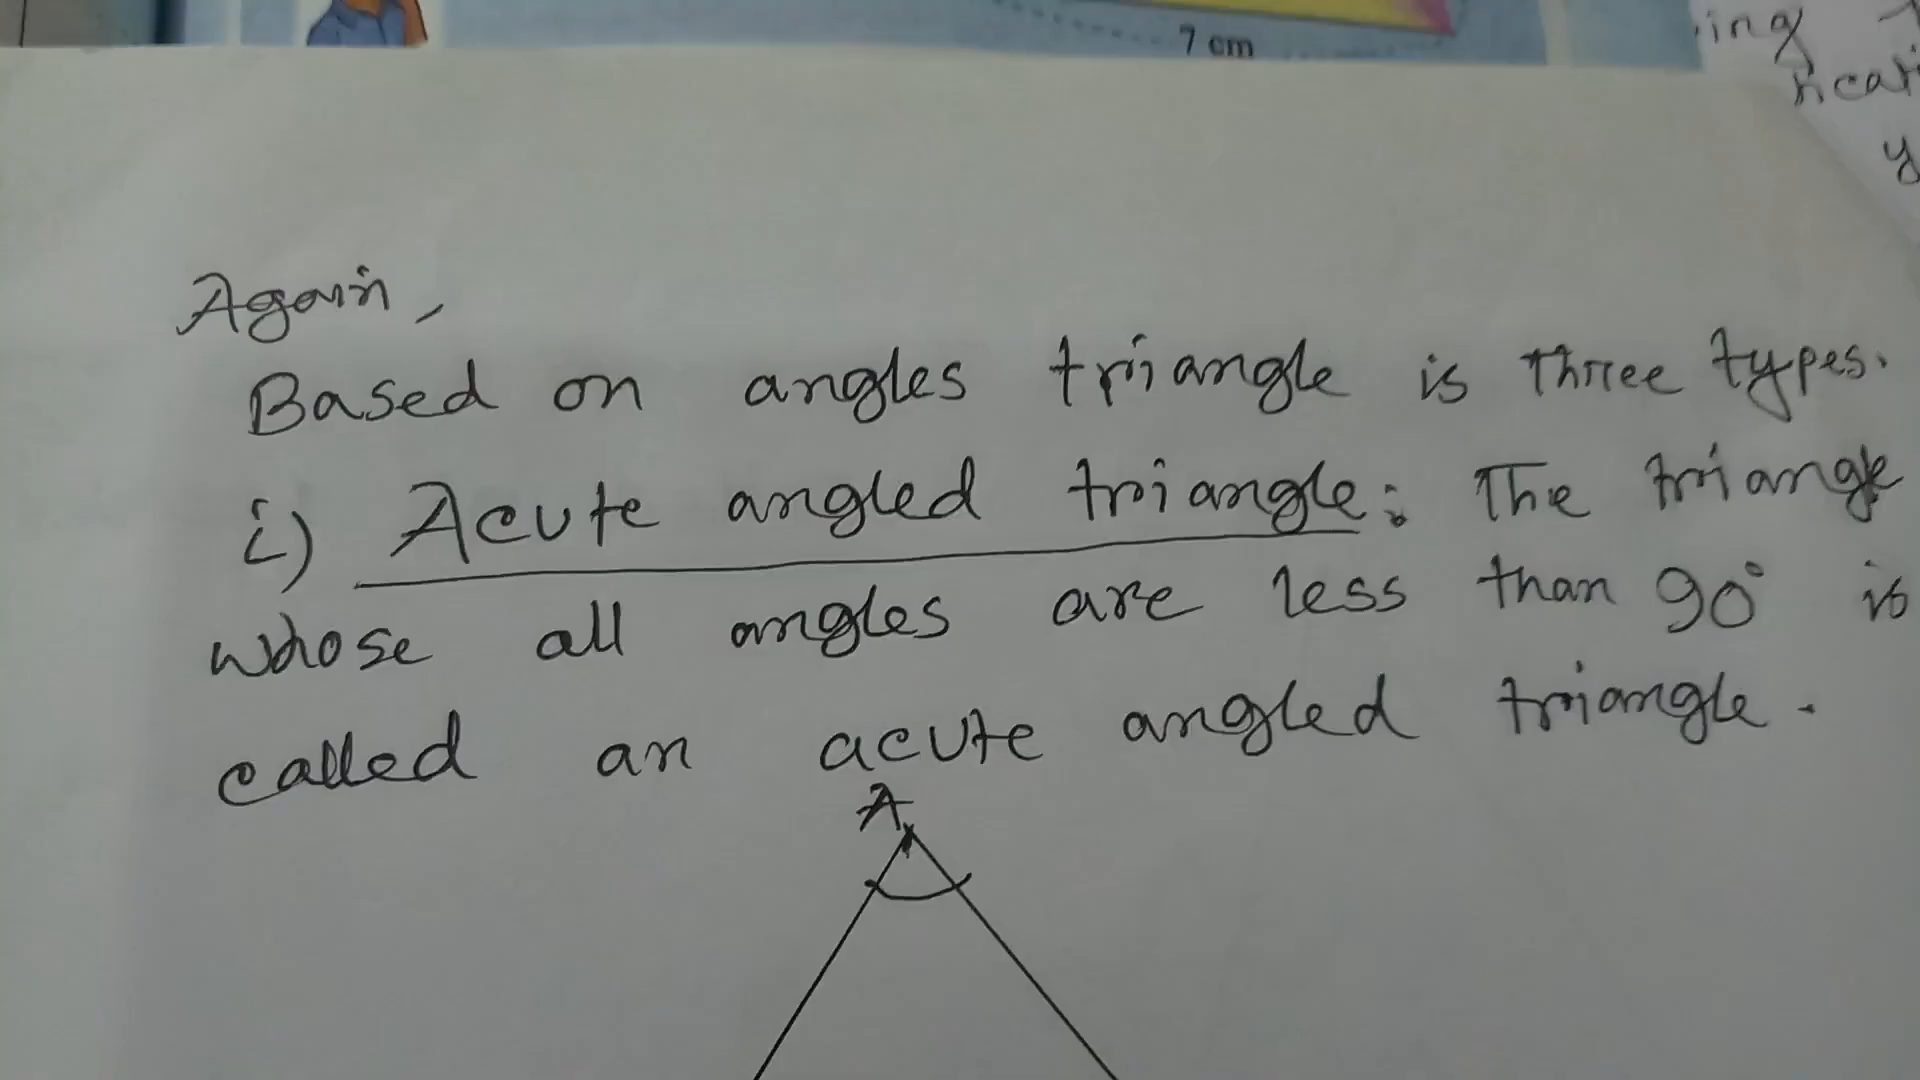 7 cm
ing
y
Again,
Based on angles triangle is three types.
i) Acute angled triangle: The triangle
whose all angles are less than 90° is
called an acute angled triangle.
A